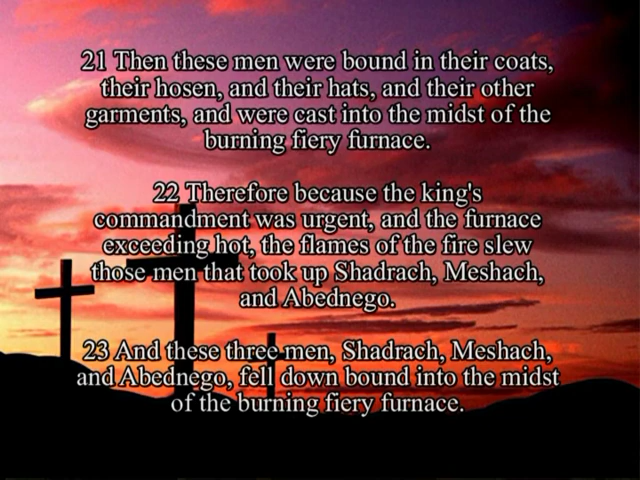 21 Then these men were bound in their coats,
their hosen, and their hats, and their other
garments, and were cast into the midst of the
burning fiery furnace.
22 Therefore because the king's
commandment was urgent, and the furnace
exceeding hot, the flames of the fire slew
those men that took up Shadrach, Meshach,
and Abednego.
23 And these three men, Shadrach, Meshach,
and Abednego, fell down bound into the midst
of the burning fiery furnace.